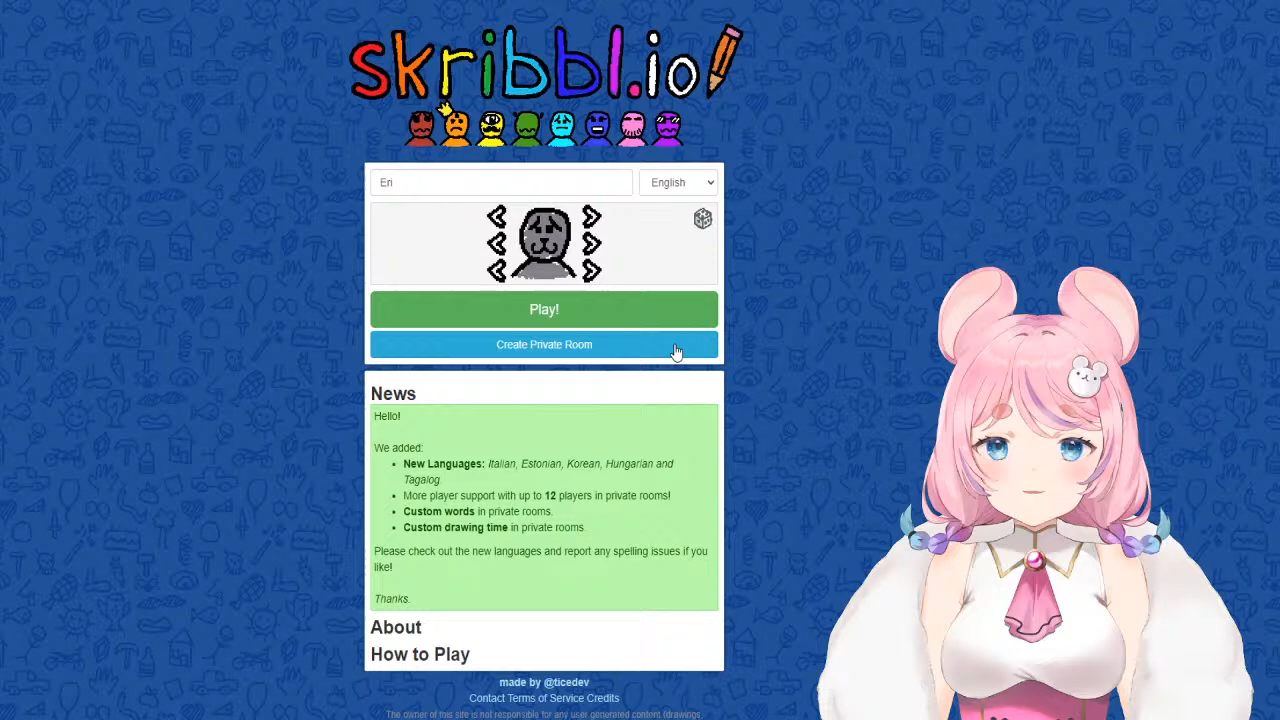 skribbl.io
Eri
English
Play!
Create Private Room
News
Hello!
We added:
New Languages: Italian, Estonian, Korean, Hungarian and
Tagalog
More player support with up to 12 players in private rooms!
Custom words in private rooms.
Custom drawing time in private rooms.
Please check out the new languages and report any spelling issues if you
like!
Thanks.
About
How to Play
made by @ticedev
Contact Terms of Service Credits
The owner of this site is not responsible for any user generated content (drawings,